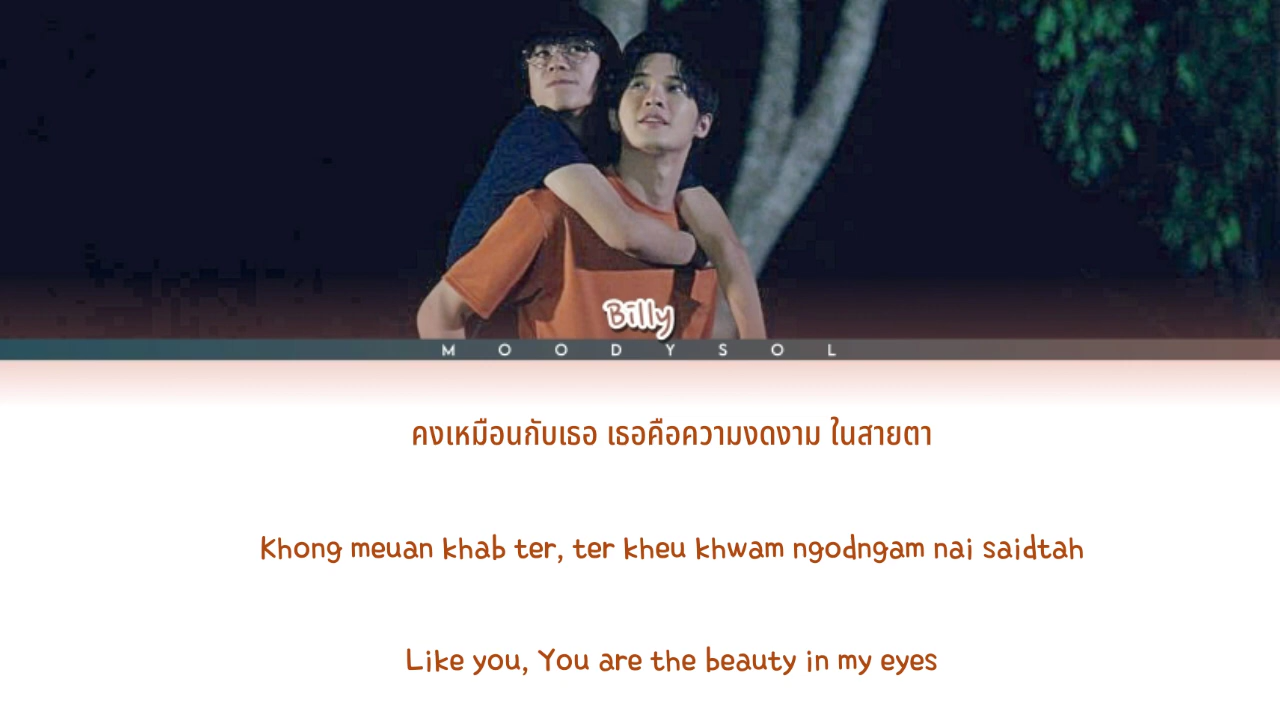 Billy
MOODYSOL
คงเหมือนกับเธอ เธอคือความงดงาม ในสายตา
Khong meuan khab ter, ter kheu khwam ngodngam nai saidtah
Like you, You are the beauty in my eyes